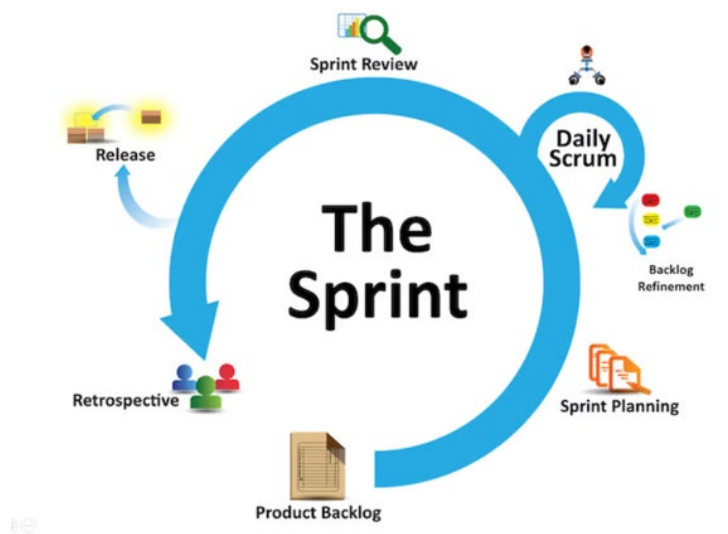 Sprint Review
Release
Daily
Scrum
The
Sprint
Backlog
Refinement
Retrospective
Sprint Planning
Product Backlog